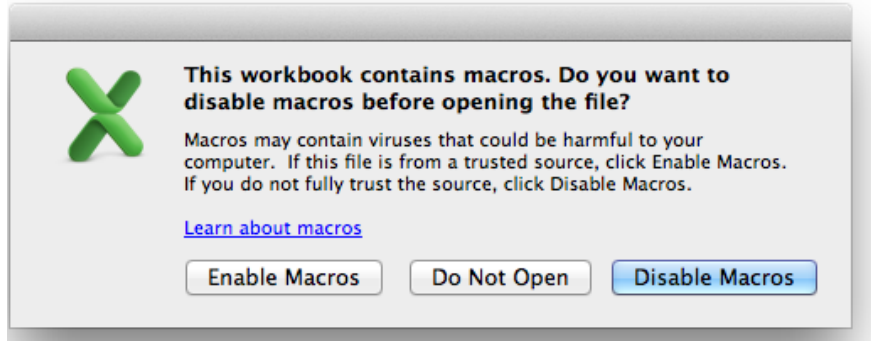 This workbook contains macros. Do you want to
disable macros before opening the file?
Macros may contain viruses that could be harmful to your
computer.  If this file is from a trusted source, click Enable Macros.
If you do not fully trust the source, click Disable Macros.
Learn about macros
Enable Macros
Do Not Open
Disable Macros